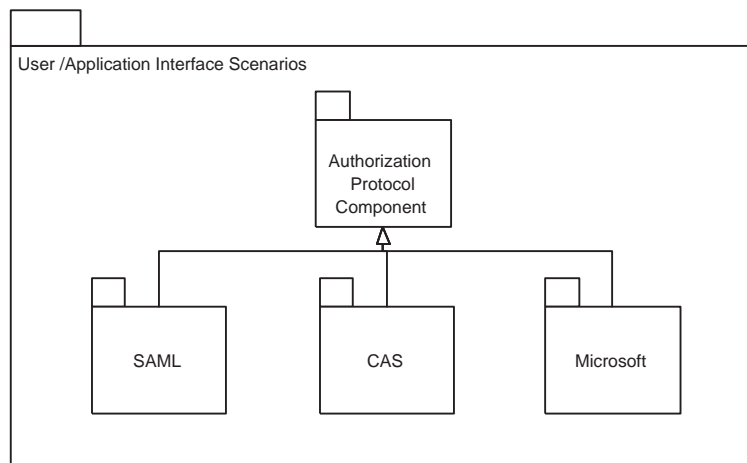 User /Application Interface Scenarios
Authorization
Protocol
Component
SAML
CAS
Microsoft